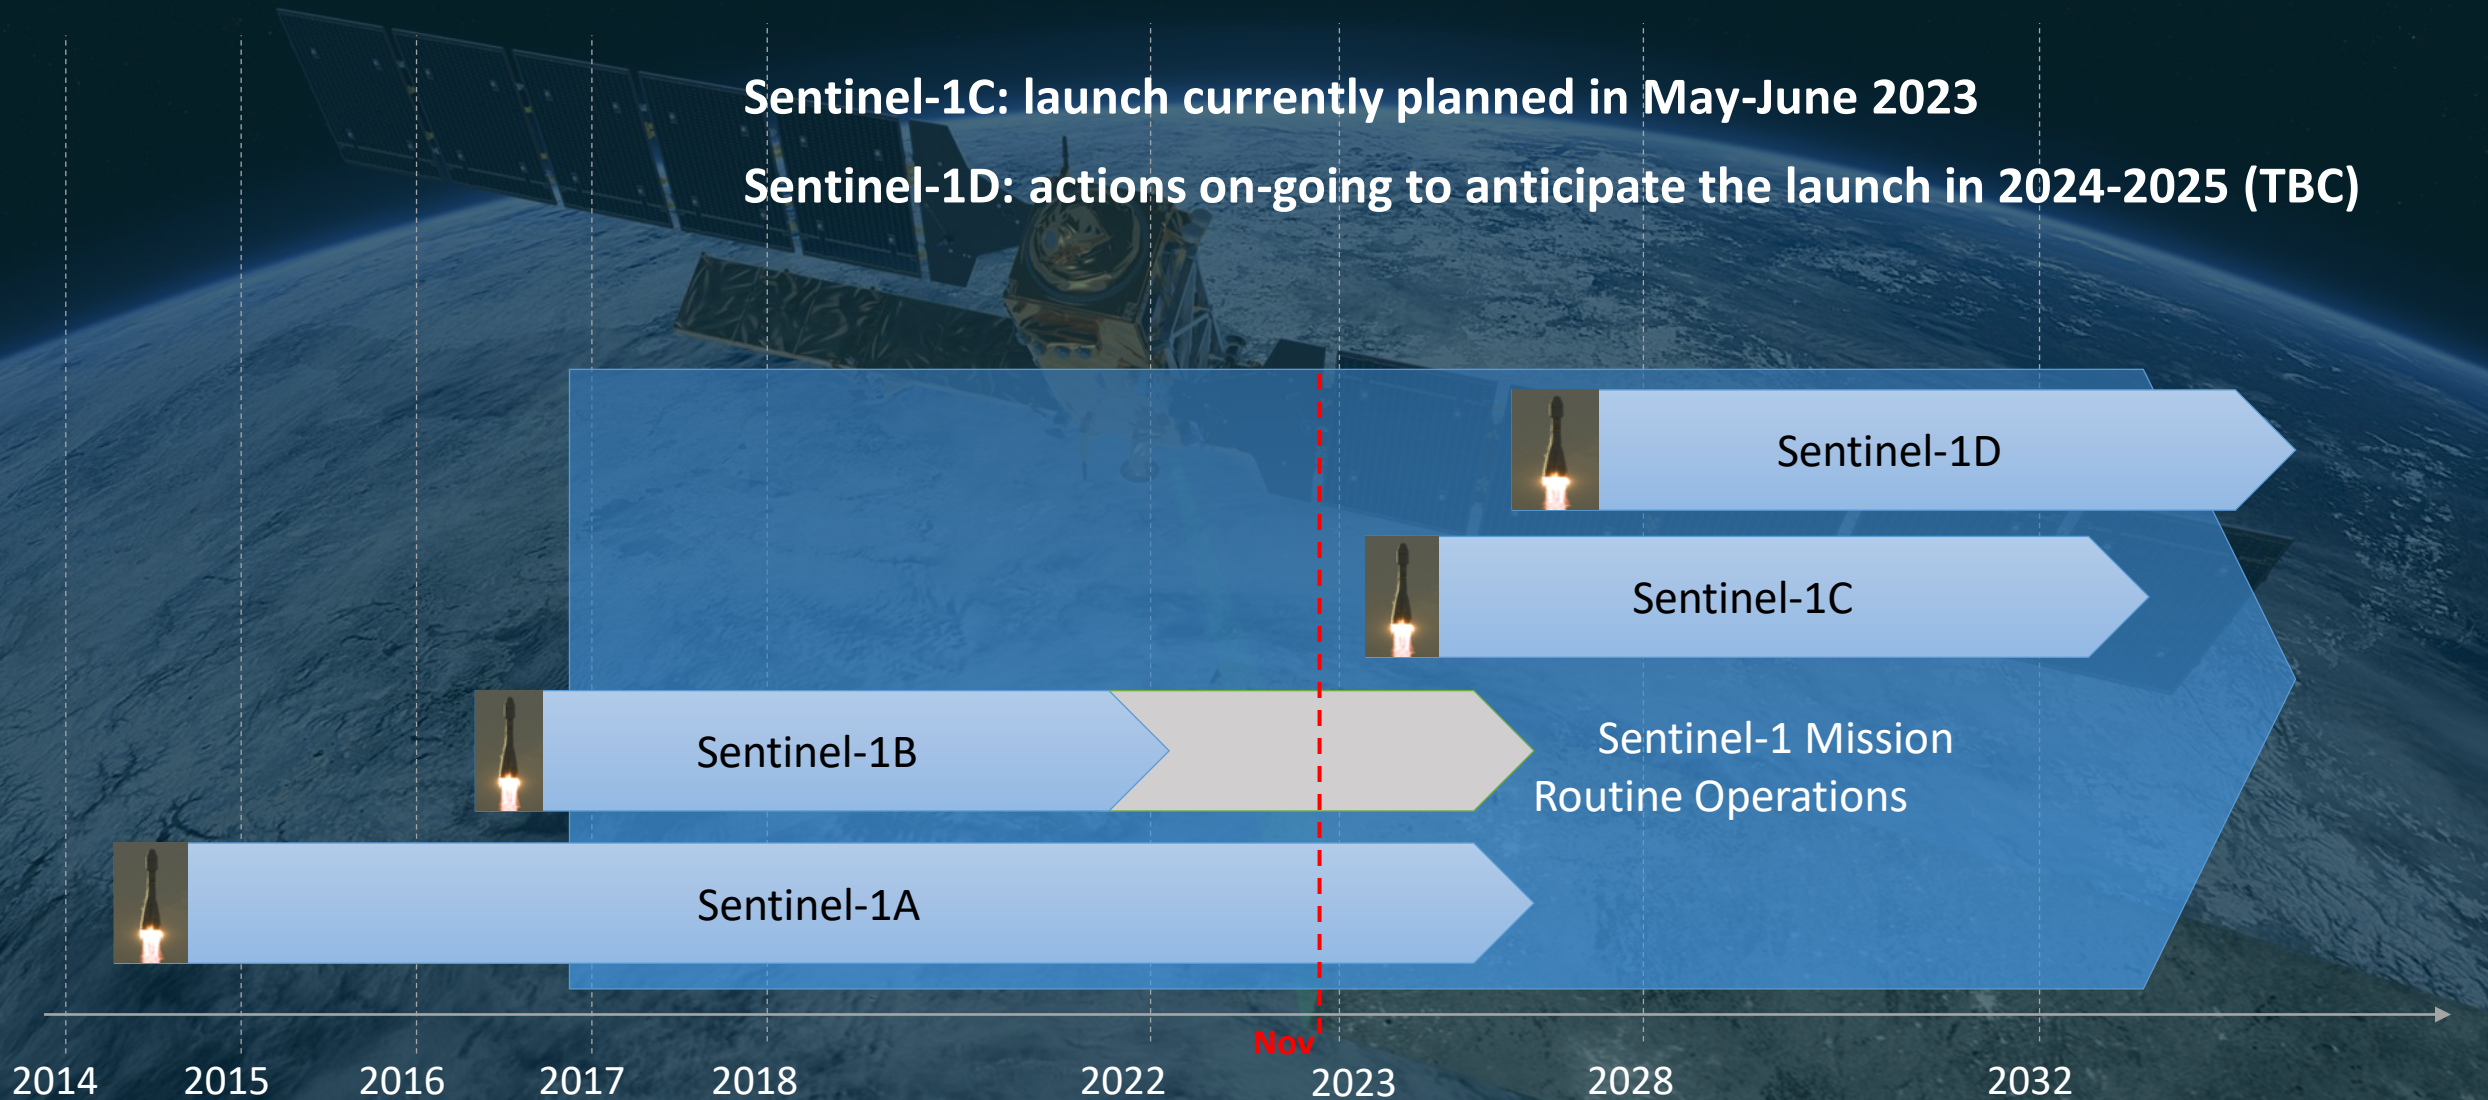 Sentinel-1C: launch currently planned in May-June 2023
Sentinel-1D: actions on-going to anticipate the launch in 2024-2025 (TBC)
Sentinel-1D
Sentinel-1C
Sentinel-1B
Sentinel-1 Mission
Routine Operations
Sentinel-1A
Nov
2014 2015 2016 2017 2018 2022 2023 2028 2032